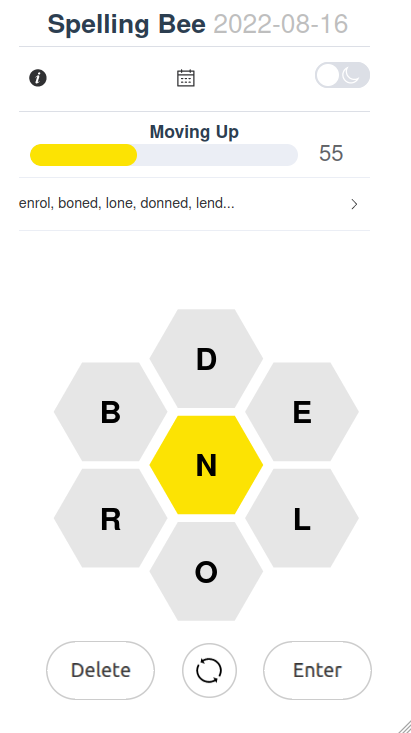 Spelling Bee 2022-08-16
Moving Up
55
enrol, boned, lone, donned, lend...
D
B E
N
R L
O
Delete Enter